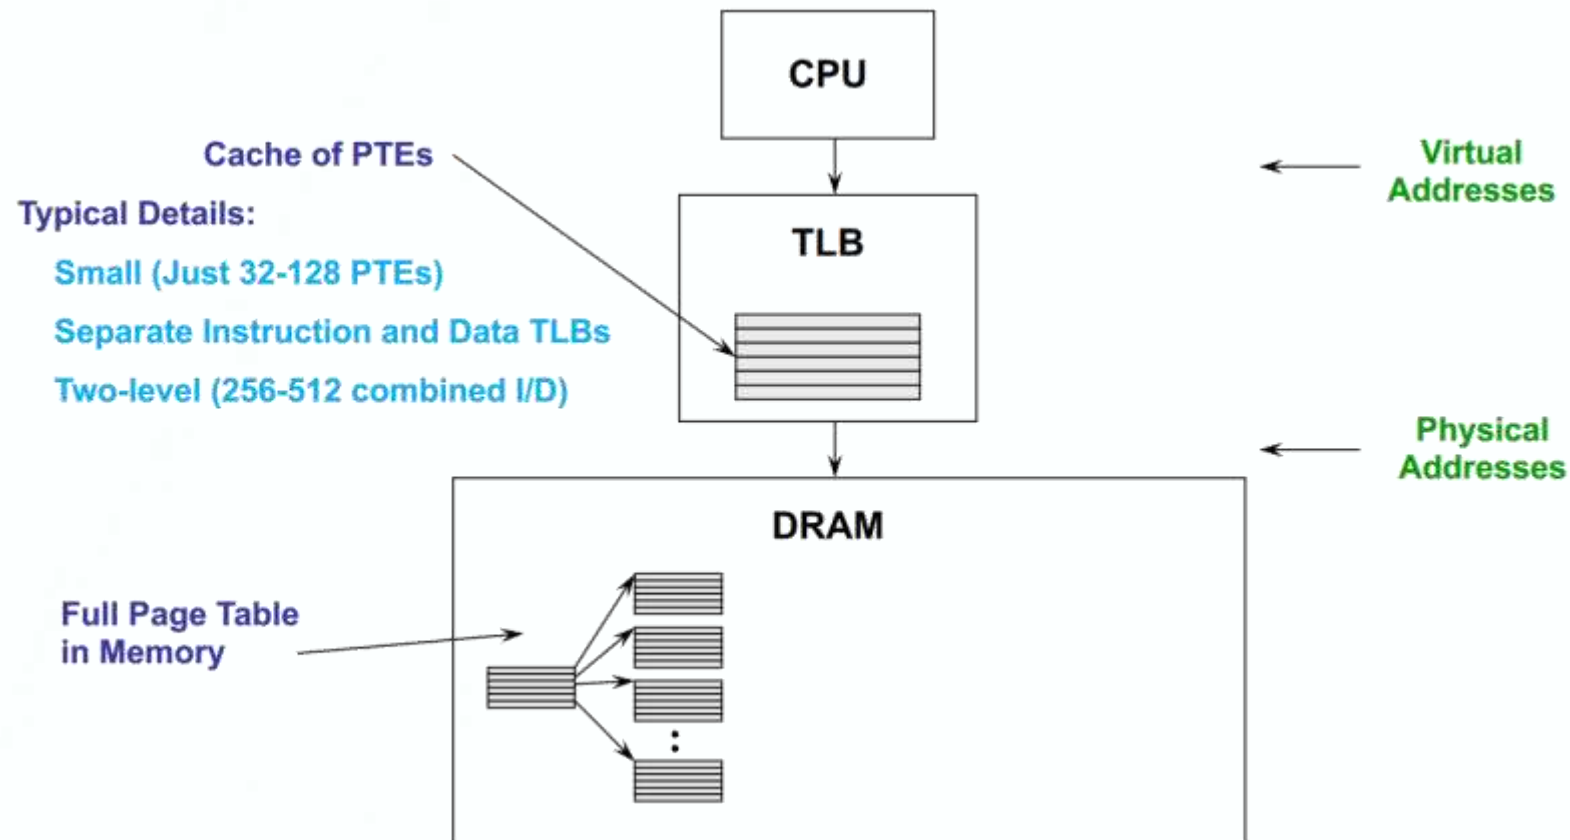 CPU
Cache of PTEs
Virtual
Addresses
Typical Details:
TLB
Small (Just 32-128 PTEs)
Separate Instruction and Data TLBs
Two-level (256-512 combined I/D)
Physical
Addresses
DRAM
Full Page Table
in Memory